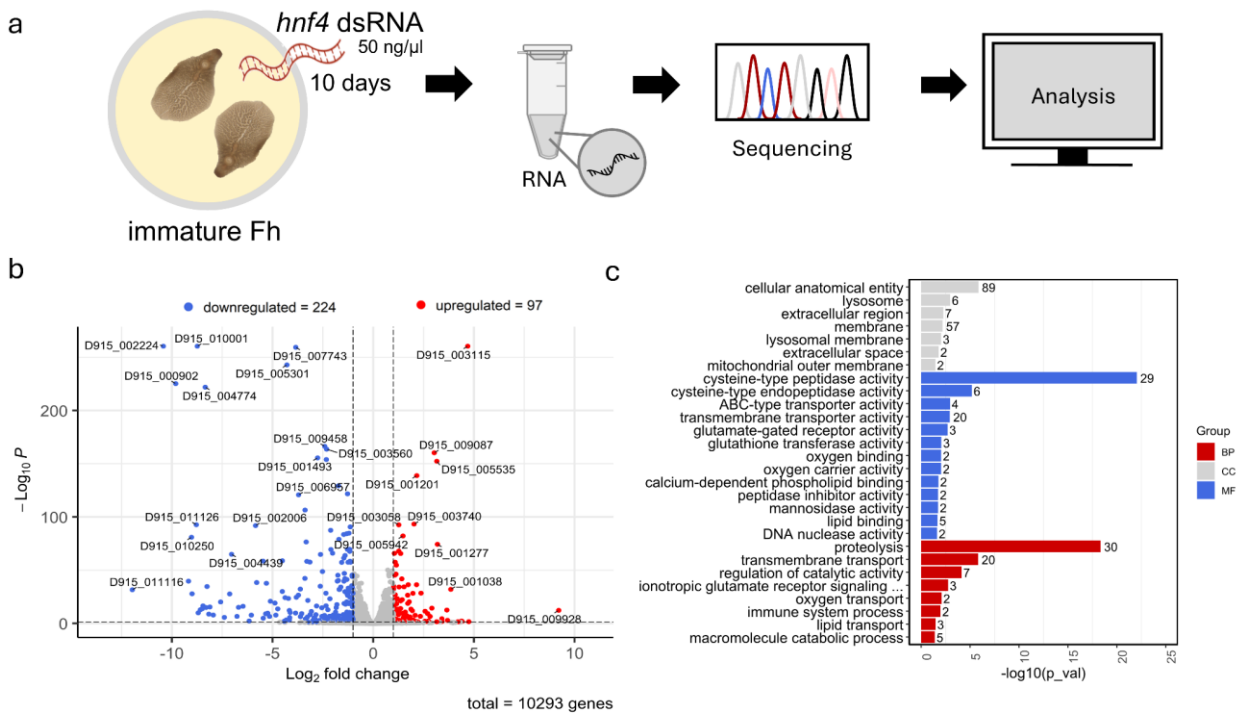 a
hnf4 dsRNA
50 ng/µl
10 days
immature Fh
RNA
Sequencing
Analysis
b
downregulated = 224
upregulated = 97
D915_002224
D915_010001
D915_007743
D915_003115
D915_005301
D915_000902
D915_004774
D915_009458
D915_003560
D915_009087
D915_001493
D915_005535
D915_001201
D915_006957
D915_011126
D915_002006
D915_003058
D915_003740
D915_010250
D915_005942
D915_001277
D915_004439
D915_011116
D915_001038
D915_009928
200
100
0
−Log10 P
-10
-5
0
5
10
Log2 fold change
total = 10293 genes
c
cellular anatomical entity 89
lysosome 6
extracellular region 7
membrane 57
lysosomal membrane 3
extracellular space 2
mitochondrial outer membrane 2
cysteine-type peptidase activity 29
cysteine-type endopeptidase activity 6
ABC-type transporter activity 4
transmembrane transporter activity 20
glutamate-gated receptor activity 3
glutathione transferase activity 3
oxygen binding 2
oxygen carrier activity 2
calcium-dependent phospholipid binding 2
peptidase inhibitor activity 2
mannosidase activity 2
lipid binding 5
DNA nuclease activity 2
proteolysis 30
transmembrane transport 20
regulation of catalytic activity 7
ionotropic glutamate receptor signaling ... 3
oxygen transport 2
immune system process 2
lipid transport 3
macromolecule catabolic process 5
0
5
10
15
20
25
-log10(p_val)
Group
BP
CC
MF